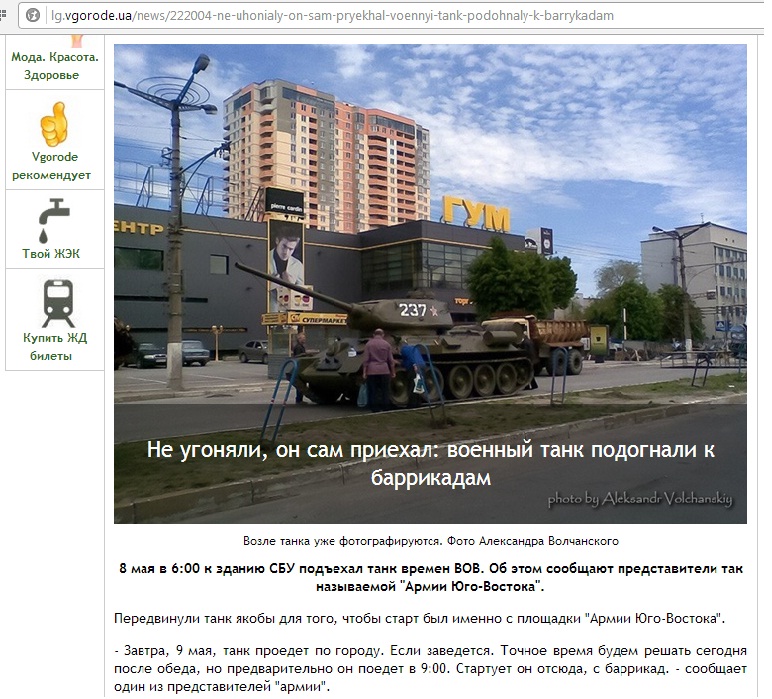 lg.vgorode.ua/news/222004-ne-uhonialy-on-sam-pryekhal-voennyi-tank-podohnaly-k-barrykadam
Мода. Красота.
Здоровье
Vgorode
рекомендует
Твой ЖЭК
Купить ЖД
билеты
ЕНТР
pierre cardin
ГУМ
ТОРГ
СУПЕРМАРКЕ
237
Не угоняли, он сам приехал: военный танк подогнали к
баррикадам
photo by Aleksandr Volchanskiy
Возле танка уже фотографируются. Фото Александра Волчанского
8 мая в 6:00 к зданию СБУ подъехал танк времен ВОВ. Об этом сообщают представители так
называемой "Армии Юго-Востока".
Передвинули танк якобы для того, чтобы старт был именно с площадки "Армии Юго-Востока".
- Завтра, 9 мая, танк проедет по городу. Если заведется. Точное время будем решать сегодня
после обеда, но предварительно он поедет в 9:00. Стартует он отсюда, с баррикад. - сообщает
один из представителей "армии".